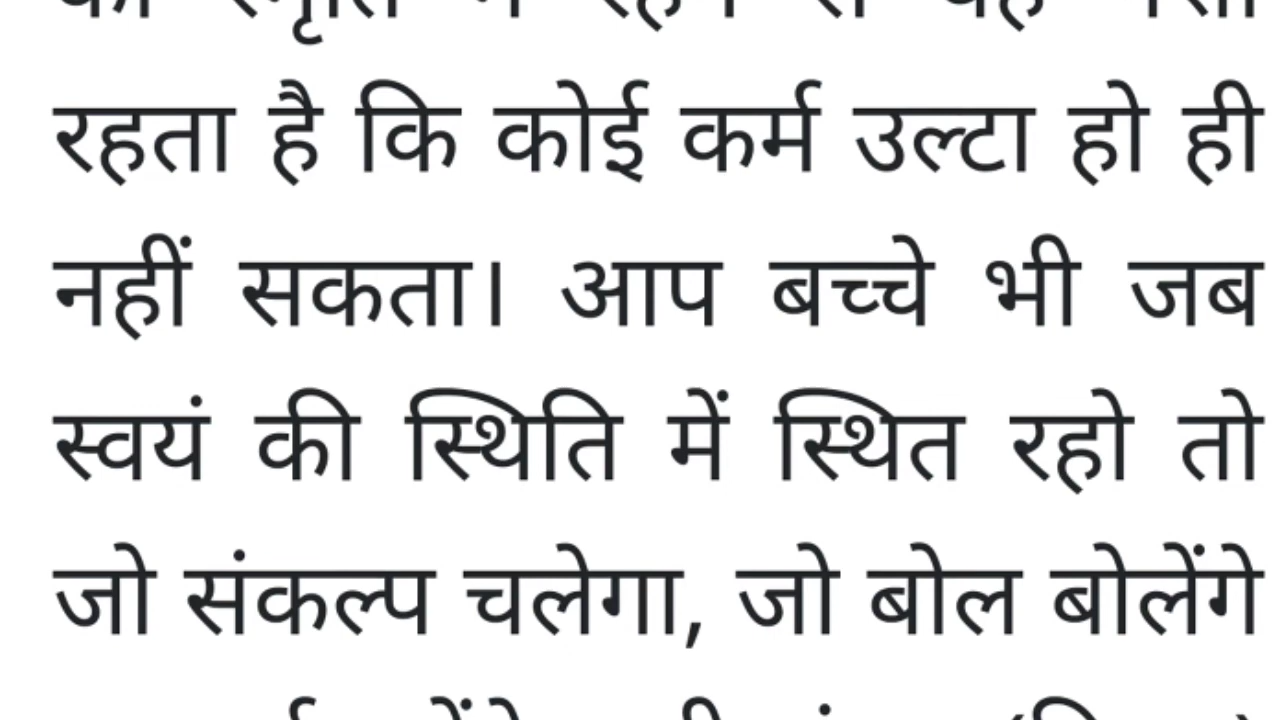 रहता है कि कोई कर्म उल्टा हो ही
नहीं सकता। आप बच्चे भी जब
स्वयं की स्थिति में स्थित रहो तो
जो संकल्प चलेगा, जो बोल बोलेंगे